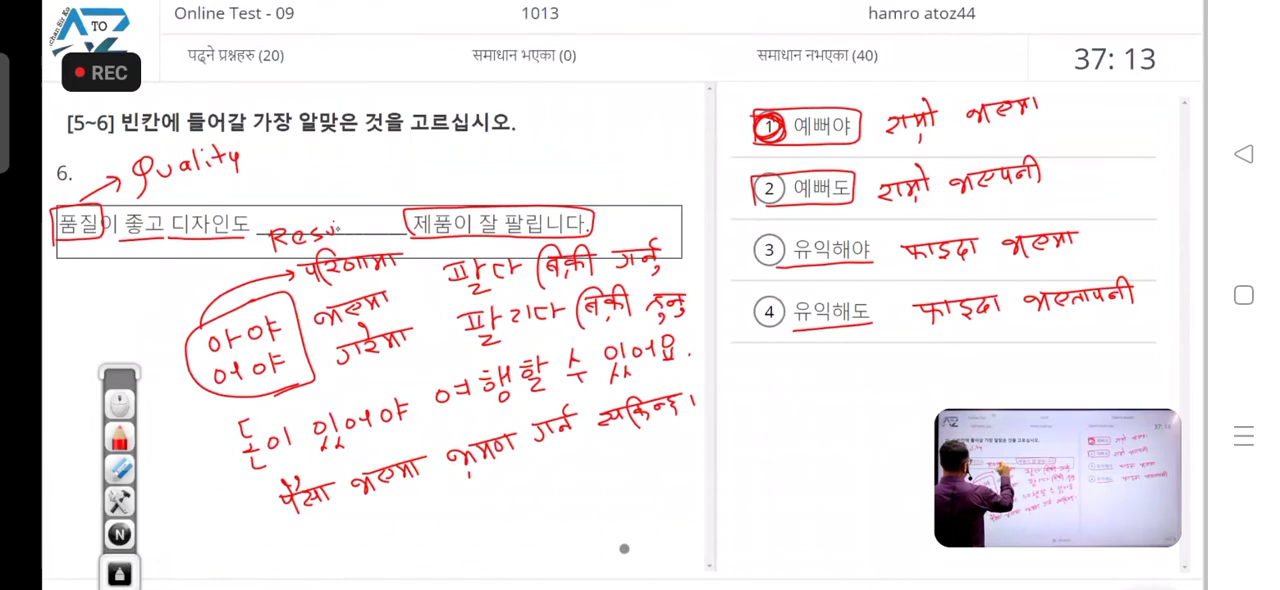 Online Test - 09
1013
hamro atoz44
A TO Z
REC
पढ्ने प्रश्नहरु (20)
समाधान भएका (0)
समाधान नभएका (40)
37: 13
[5~6] 빈칸에 들어갈 가장 알맞은 것을 고르십시오.
6.
Quality
품질이 좋고 디자인도 제품이 잘 팔립니다.
Resu
परिणाममा
팔다 (बिक्री गर्नु
아야 भएमा
팔리다 (बिक्री हुनु
어야 गरेमा
돈이 있어야 여행할 수 있어요.
पैसा भएमा भ्रमण गर्न सकिन्छ।
1 예뻐야 राम्रो भएमा
2 예뻐도 राम्रो भएपनी
3 유익해야 फाइदा भएमा
4 유익해도 फाइदा भएतापनी
N